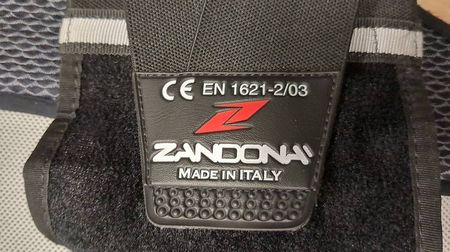 CE EN 1621-2/03
ZANDONA
MADE IN ITALY